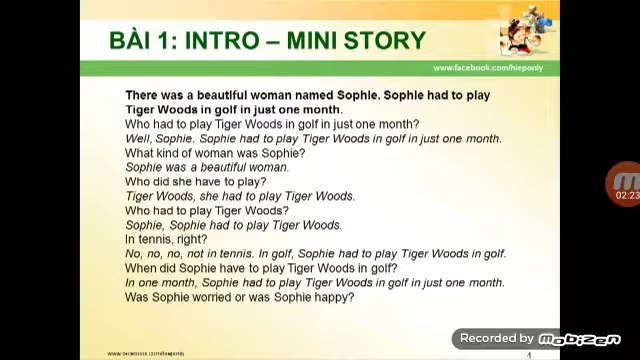 BÀI 1: INTRO – MINI STORY
www.facebook.com/hieponly
There was a beautiful woman named Sophie. Sophie had to play
Tiger Woods in golf in just one month.
Who had to play Tiger Woods in golf in just one month?
Well, Sophie. Sophie had to play Tiger Woods in golf in just one month.
What kind of woman was Sophie?
Sophie was a beautiful woman.
Who did she have to play?
Tiger Woods, she had to play Tiger Woods.
Who had to play Tiger Woods?
Sophie, Sophie had to play Tiger Woods.
In tennis, right?
No, no, no, not in tennis. In golf, Sophie had to play Tiger Woods in golf.
When did Sophie have to play Tiger Woods in golf?
In one month, Sophie had to play Tiger Woods in golf in just one month.
Was Sophie worried or was Sophie happy?
02:23
www.facebook.com/hieponly
Recorded by MOBIZEN
4